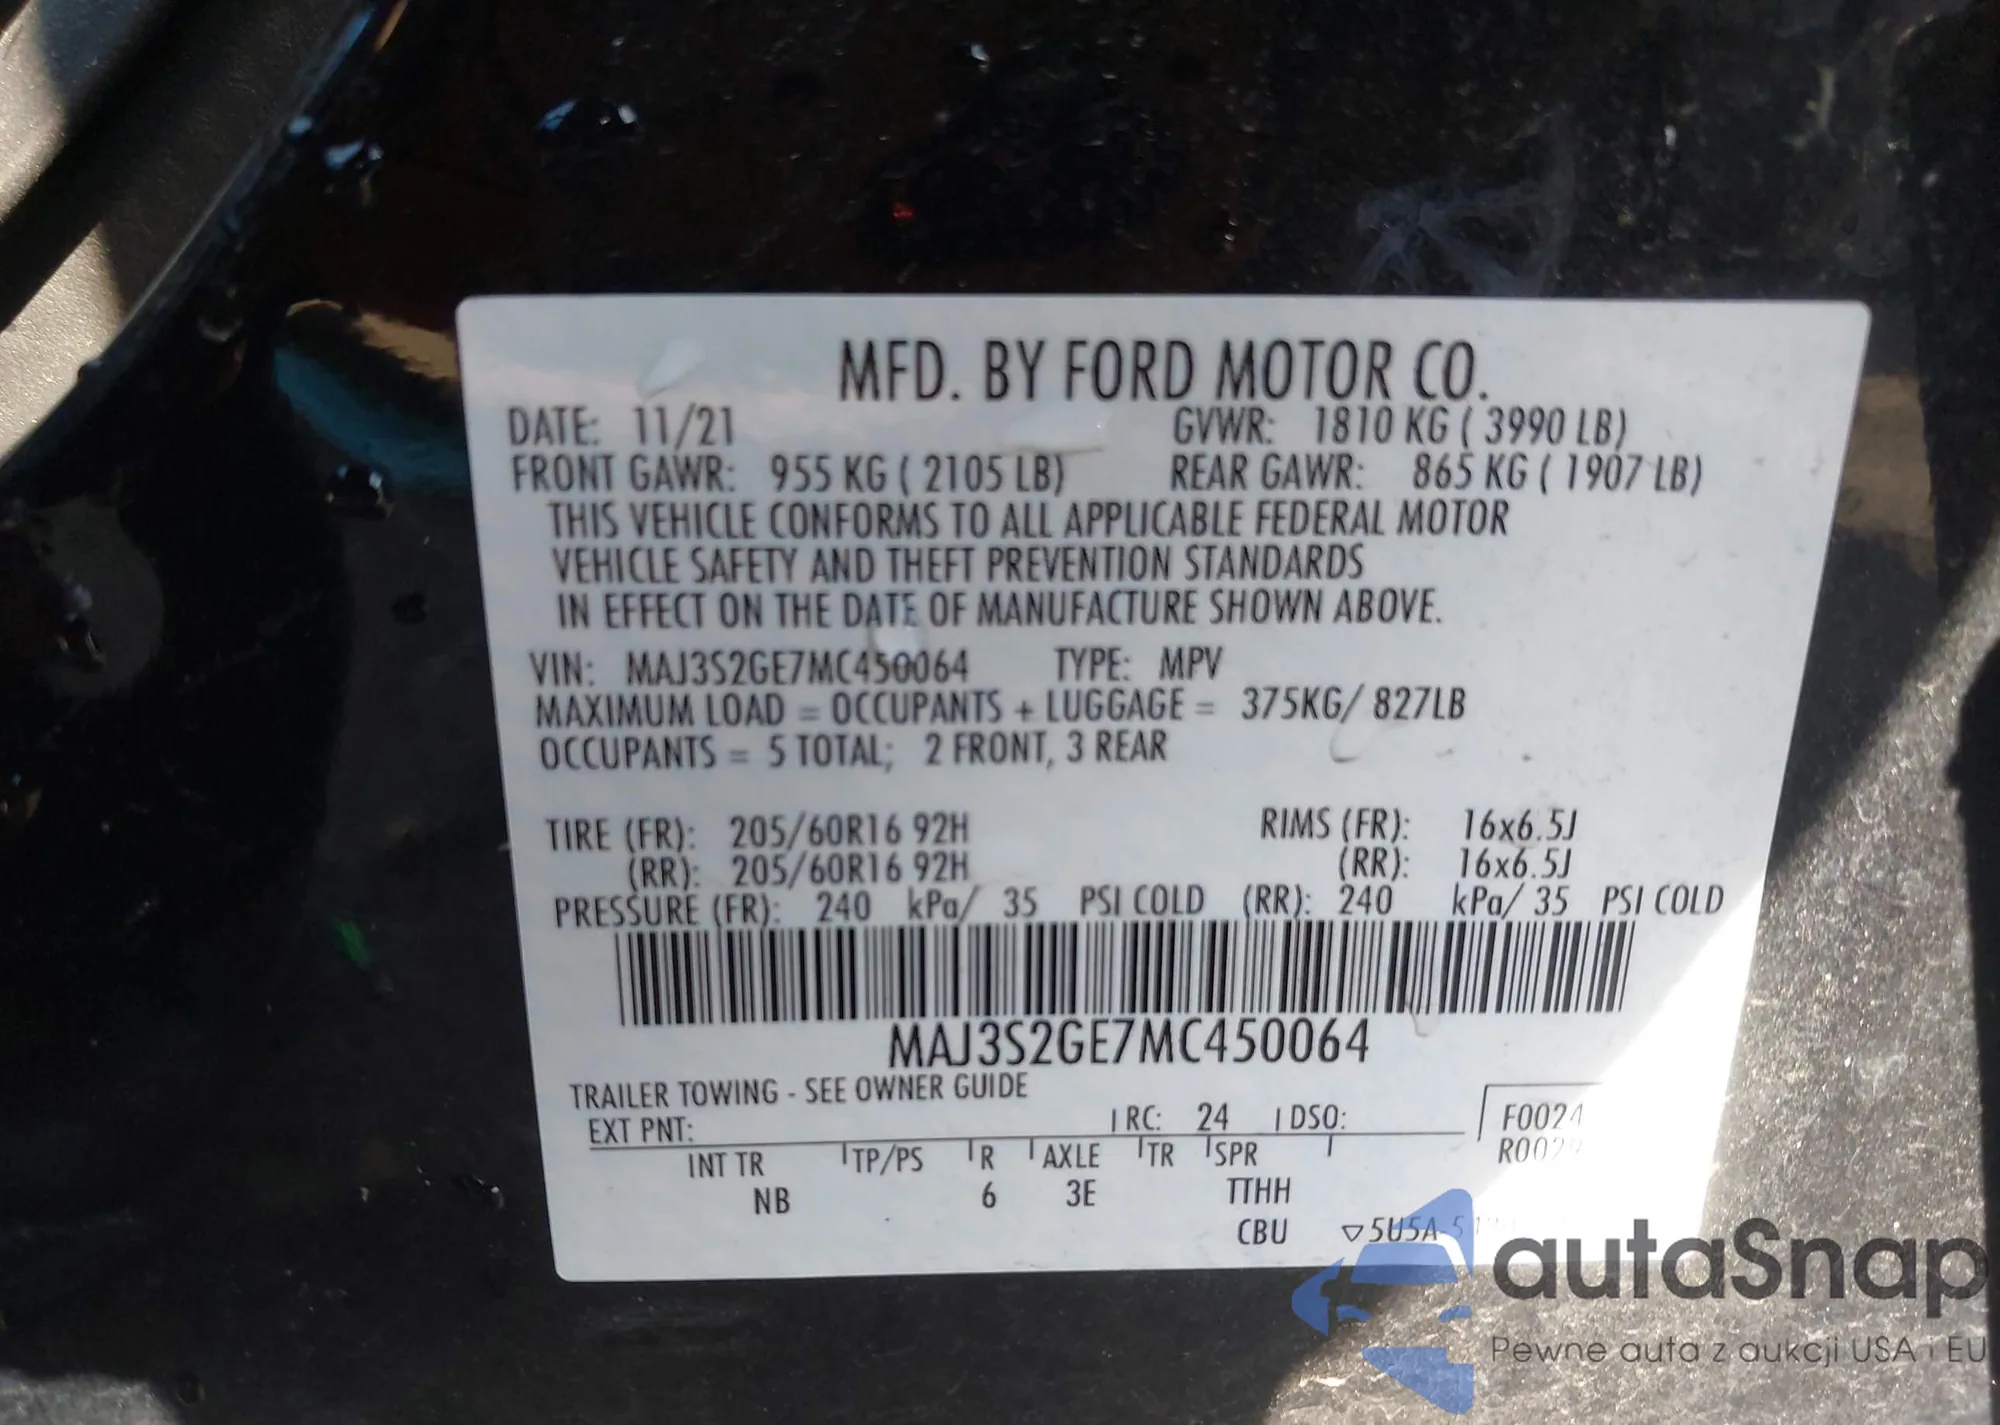 MFD. BY FORD MOTOR CO.
DATE: 11/21 GVWR: 1810 KG ( 3990 LB)
FRONT GAWR: 955 KG ( 2105 LB) REAR GAWR: 865 KG ( 1907 LB)
THIS VEHICLE CONFORMS TO ALL APPLICABLE FEDERAL MOTOR
VEHICLE SAFETY AND THEFT PREVENTION STANDARDS
IN EFFECT ON THE DATE OF MANUFACTURE SHOWN ABOVE.
VIN: MAJ3S2GE7MC450064 TYPE: MPV
MAXIMUM LOAD = OCCUPANTS + LUGGAGE = 375KG/ 827LB
OCCUPANTS = 5 TOTAL; 2 FRONT, 3 REAR
TIRE (FR): 205/60R16 92H RIMS (FR): 16x6.5J
(RR): 205/60R16 92H (RR): 16x6.5J
PRESSURE (FR): 240 kPa/ 35 PSI COLD (RR): 240 kPa/ 35 PSI COLD
MAJ3S2GE7MC450064
TRAILER TOWING - SEE OWNER GUIDE
EXT PNT: RC: 24 DSO: F0024
INT TR TP/PS R AXLE TR SPR
NB 6 3E TTHH
CBU
autaSnap
Pewne auta z aukcji USA i EU